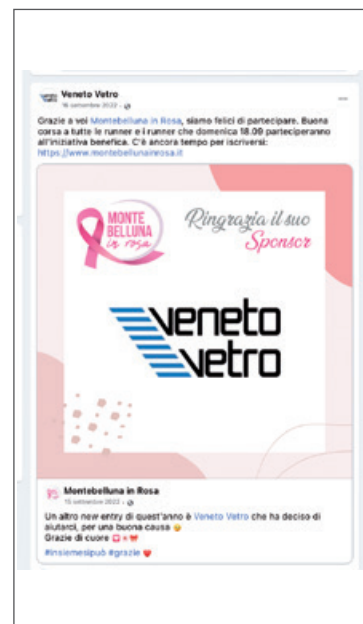 Veneto Vetro
16 settembre 2022
Grazie a voi Montebelluna in Rosa, siamo felici di partecipare. Buona
corsa a tutte le runner e i runner che domenica 18.09 parteciperanno
all'iniziativa benefica. C'è ancora tempo per iscriversi:
https://www.montebellunainrosa.it
MONTE
BELLUNA
in rosa
Ringrazia il suo
Sponsor
veneto
vetro
Montebelluna in Rosa
15 settembre 2022
Un altro new entry di quest'anno è Veneto Vetro che ha deciso di
aiutarci, per una buona causa 😊
Grazie di cuore
#insiemesipuò #grazie ❤️